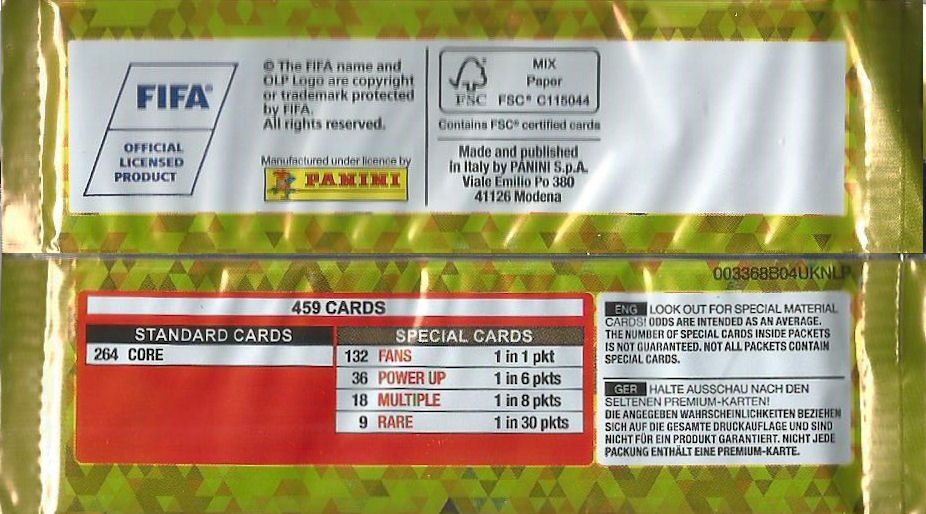 FIFA®
OFFICIAL
LICENSED
PRODUCT
© The FIFA name and
OLP Logo are copyright
or trademark protected
by FIFA.
All rights reserved.
Manufactured under licence by
PANINI
FSC
MIX
Paper
FSC® C115044
Contains FSC® certified cards
Made and published
in Italy by PANINI S.p.A.
Viale Emilio Po 380
41126 Modena
003368B04UKNLP
459 CARDS
STANDARD CARDS
264 CORE
SPECIAL CARDS
132 FANS 1 in 1 pkt
36 POWER UP 1 in 6 pkts
18 MULTIPLE 1 in 8 pkts
9 RARE 1 in 30 pkts
ENG LOOK OUT FOR SPECIAL MATERIAL
CARDS! ODDS ARE INTENDED AS AN AVERAGE.
THE NUMBER OF SPECIAL CARDS INSIDE PACKETS
IS NOT GUARANTEED. NOT ALL PACKETS CONTAIN
SPECIAL CARDS.
GER HALTE AUSSCHAU NACH DEN
SELTENEN PREMIUM-KARTEN!
DIE ANGEGEBEN WAHRSCHEINLICHKEITEN BEZIEHEN
SICH AUF DIE GESAMTE DRUCKAUFLAGE UND SIND
NICHT FÜR EIN PRODUKT GARANTIERT. NICHT JEDE
PACKUNG ENTHÄLT EINE PREMIUM-KARTE.